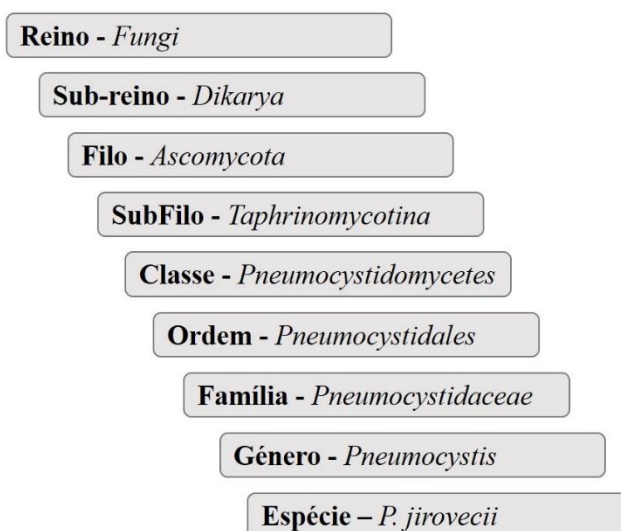 Reino - Fungi
Sub-reino - Dikarya
Filo - Ascomycota
SubFilo - Taphrinomycotina
Classe - Pneumocystidomycetes
Ordem - Pneumocystidales
Família - Pneumocystidaceae
Género - Pneumocystis
Espécie – P. jirovecii